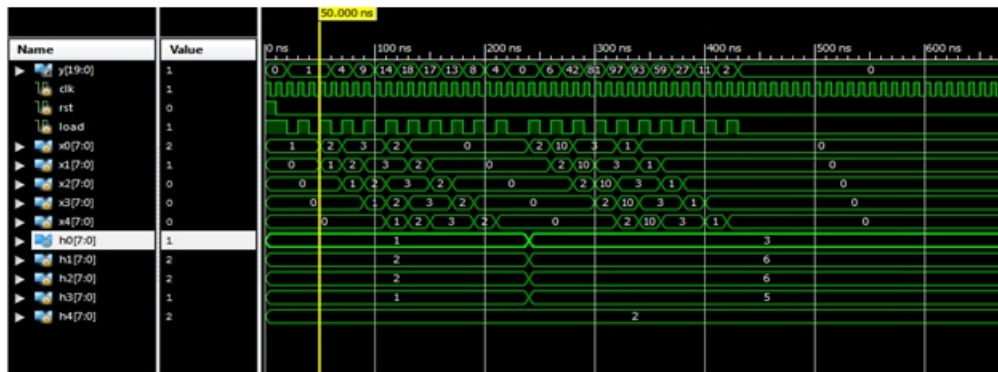 50.000 ns
Name Value 0 ns 100 ns 200 ns 300 ns 400 ns 500 ns 600 ns
y[19:0] 1 0 1 4 9 14 18 17 13 8 4 0 6 42 81 97 93 59 27 11 2 0
clk 1
rst 0
load 1
x0[7:0] 2 1 2 3 2 0 2 10 3 1 0
x1[7:0] 1 0 1 2 3 2 0 2 10 3 1 0
x2[7:0] 0 0 1 2 3 2 0 2 10 3 1 0
x3[7:0] 0 0 1 2 3 2 0 2 10 3 1 0
x4[7:0] 0 0 1 2 3 2 0 2 10 3 1 0
h0[7:0] 1 1 3
h1[7:0] 2 2 6
h2[7:0] 2 2 6
h3[7:0] 1 1 5
h4[7:0] 2 2